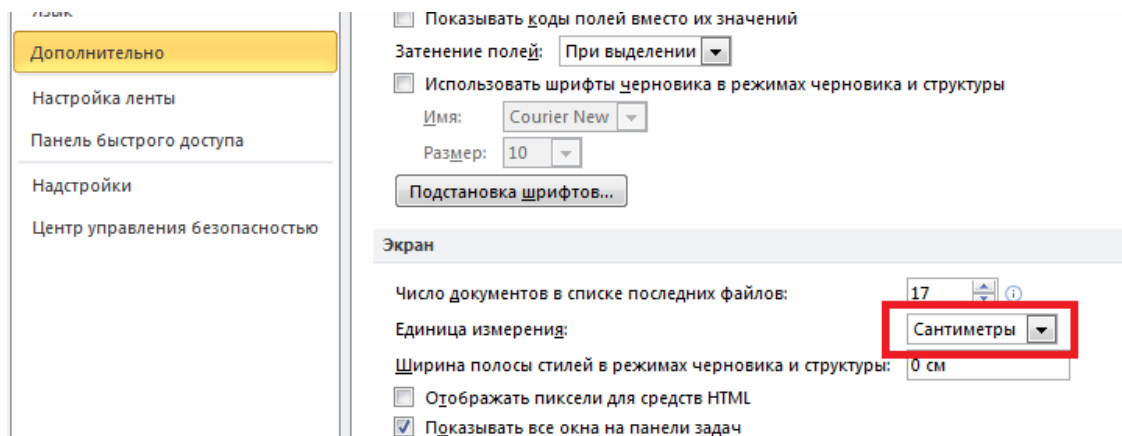 Язык
Дополнительно
Настройка ленты
Панель быстрого доступа
Надстройки
Центр управления безопасностью
Показывать коды полей вместо их значений
Затенение полей: При выделении
Использовать шрифты черновика в режимах черновика и структуры
Имя: Courier New
Размер: 10
Подстановка шрифтов...
Экран
Число документов в списке последних файлов: 17
Единица измерения: Сантиметры
Ширина полосы стилей в режимах черновика и структуры: 0 см
Отображать пиксели для средств HTML
Показывать все окна на панели задач